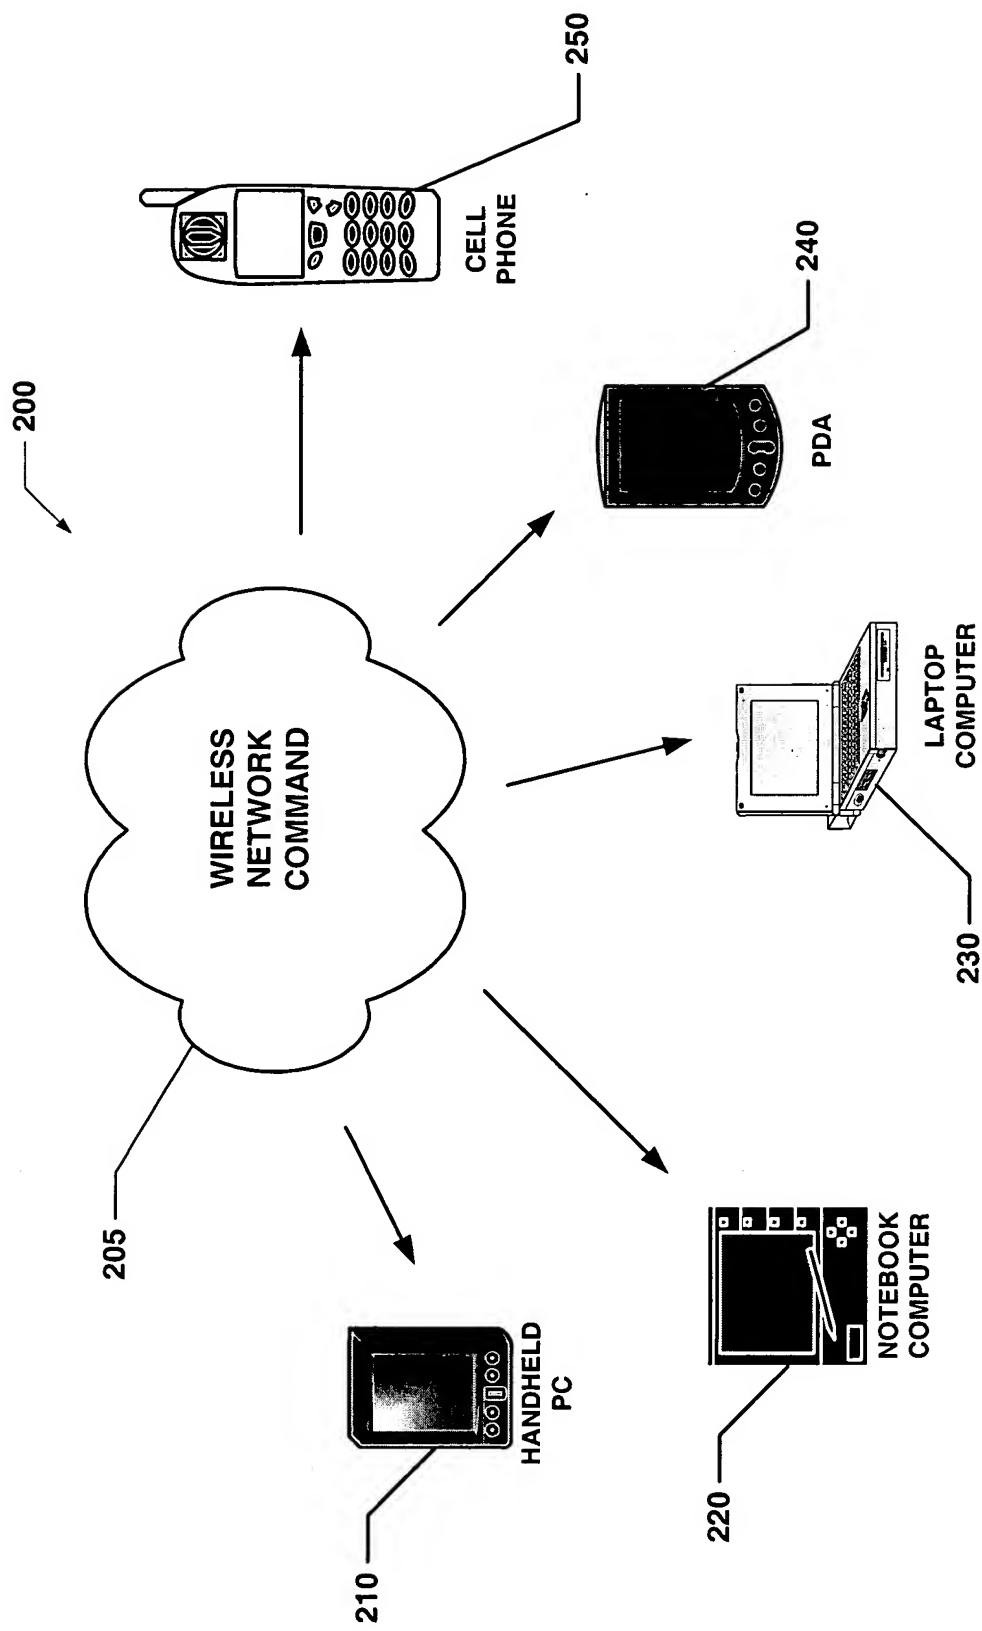 200
205
WIRELESS
NETWORK
COMMAND
250
CELL
PHONE
210
HANDHELD
PC
240
PDA
220
NOTEBOOK
COMPUTER
230
LAPTOP
COMPUTER